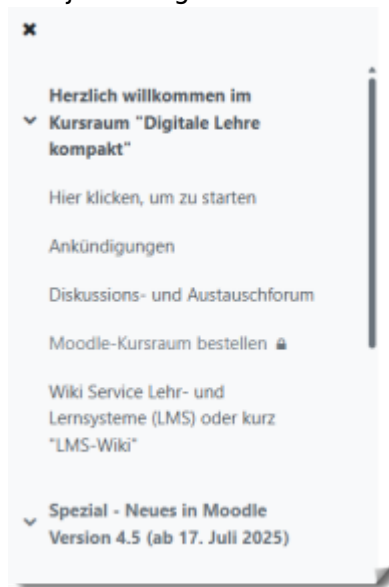 Herzlich willkommen im
Kursraum "Digitale Lehre
kompakt"
Hier klicken, um zu starten
Ankündigungen
Diskussions- und Austauschforum
Moodle-Kursraum bestellen
Wiki Service Lehr- und
Lernsysteme (LMS) oder kurz
"LMS-Wiki"
Spezial - Neues in Moodle
Version 4.5 (ab 17. Juli 2025)